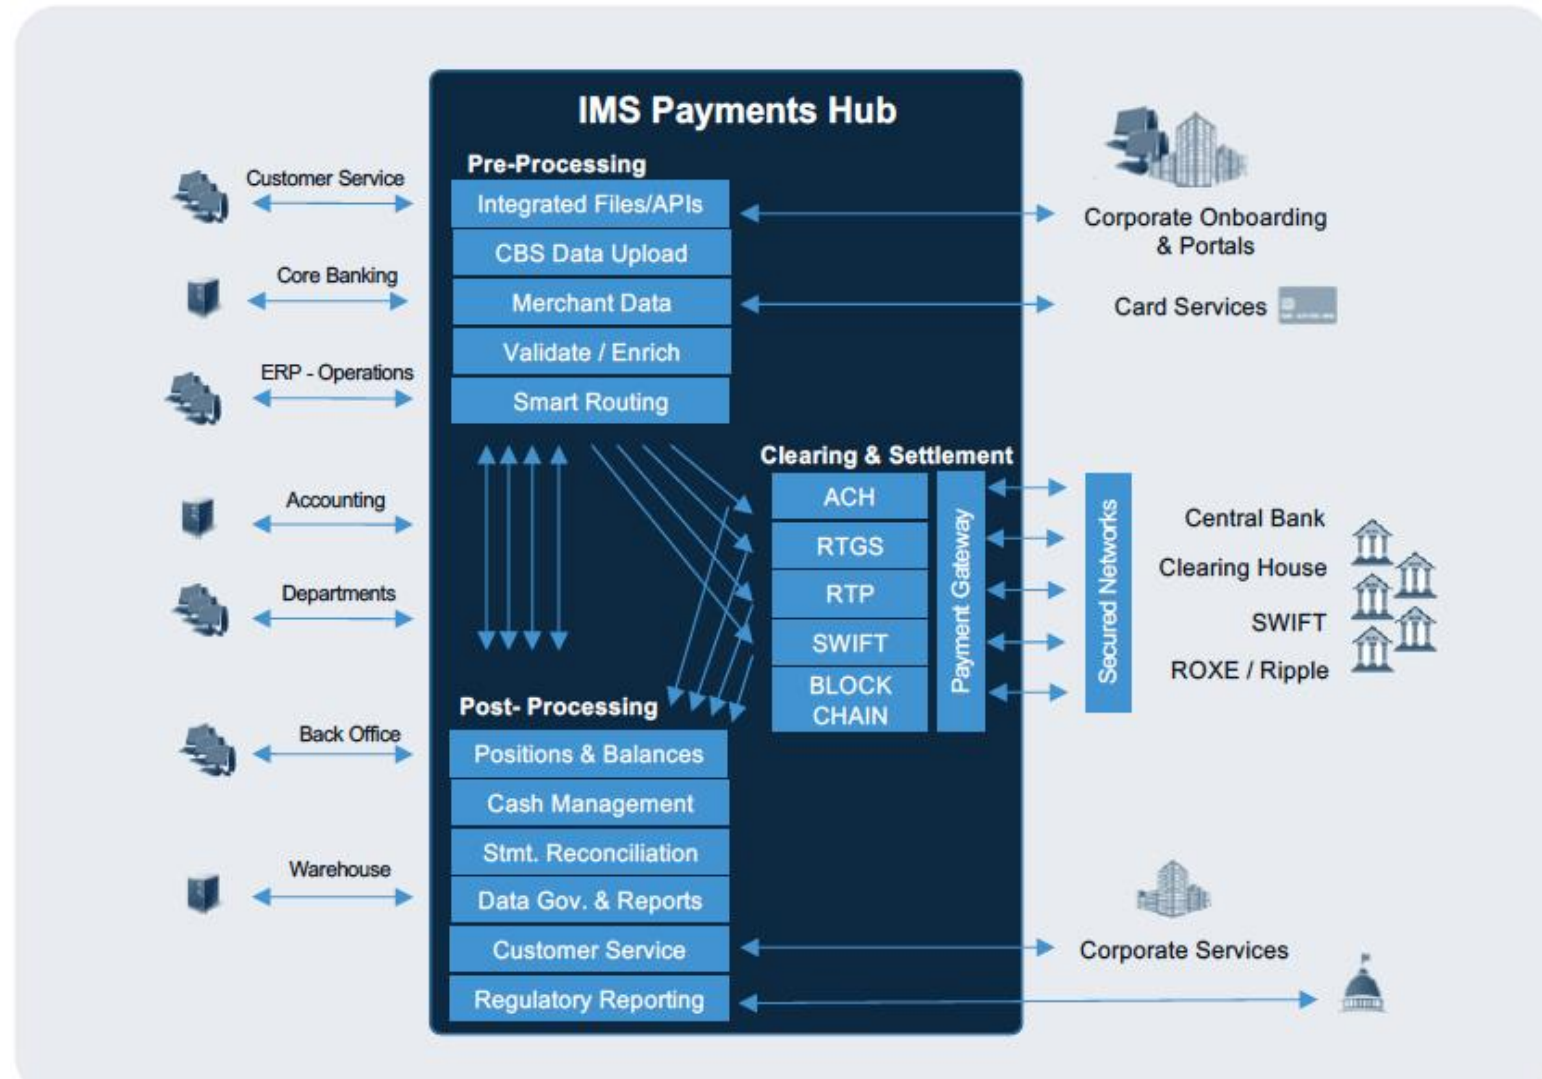 IMS Payments Hub
Customer Service
Core Banking
ERP - Operations
Accounting
Departments
Back Office
Warehouse
Pre-Processing
Integrated Files/APIs
CBS Data Upload
Merchant Data
Validate / Enrich
Smart Routing
Clearing & Settlement
ACH
RTGS
RTP
SWIFT
BLOCK
CHAIN
Payment Gateway
Secured Networks
Post- Processing
Positions & Balances
Cash Management
Stmt. Reconciliation
Data Gov. & Reports
Customer Service
Regulatory Reporting
Corporate Onboarding
& Portals
Card Services
Central Bank
Clearing House
SWIFT
ROXE / Ripple
Corporate Services